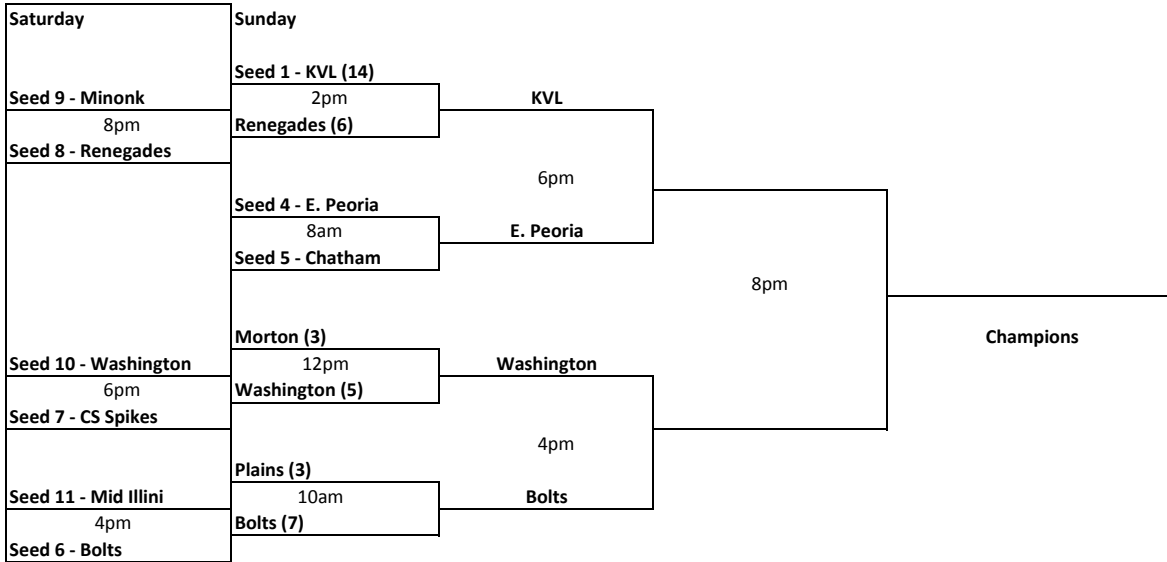 Saturday
Sunday
Seed 1 - KVL (14)
Seed 9 - Minonk
2pm
KVL
8pm
Renegades (6)
Seed 8 - Renegades
6pm
Seed 4 - E. Peoria
8am
E. Peoria
Seed 5 - Chatham
8pm
Morton (3)
Champions
Seed 10 - Washington
12pm
Washington
6pm
Washington (5)
Seed 7 - CS Spikes
4pm
Plains (3)
Seed 11 - Mid Illini
10am
Bolts
4pm
Bolts (7)
Seed 6 - Bolts